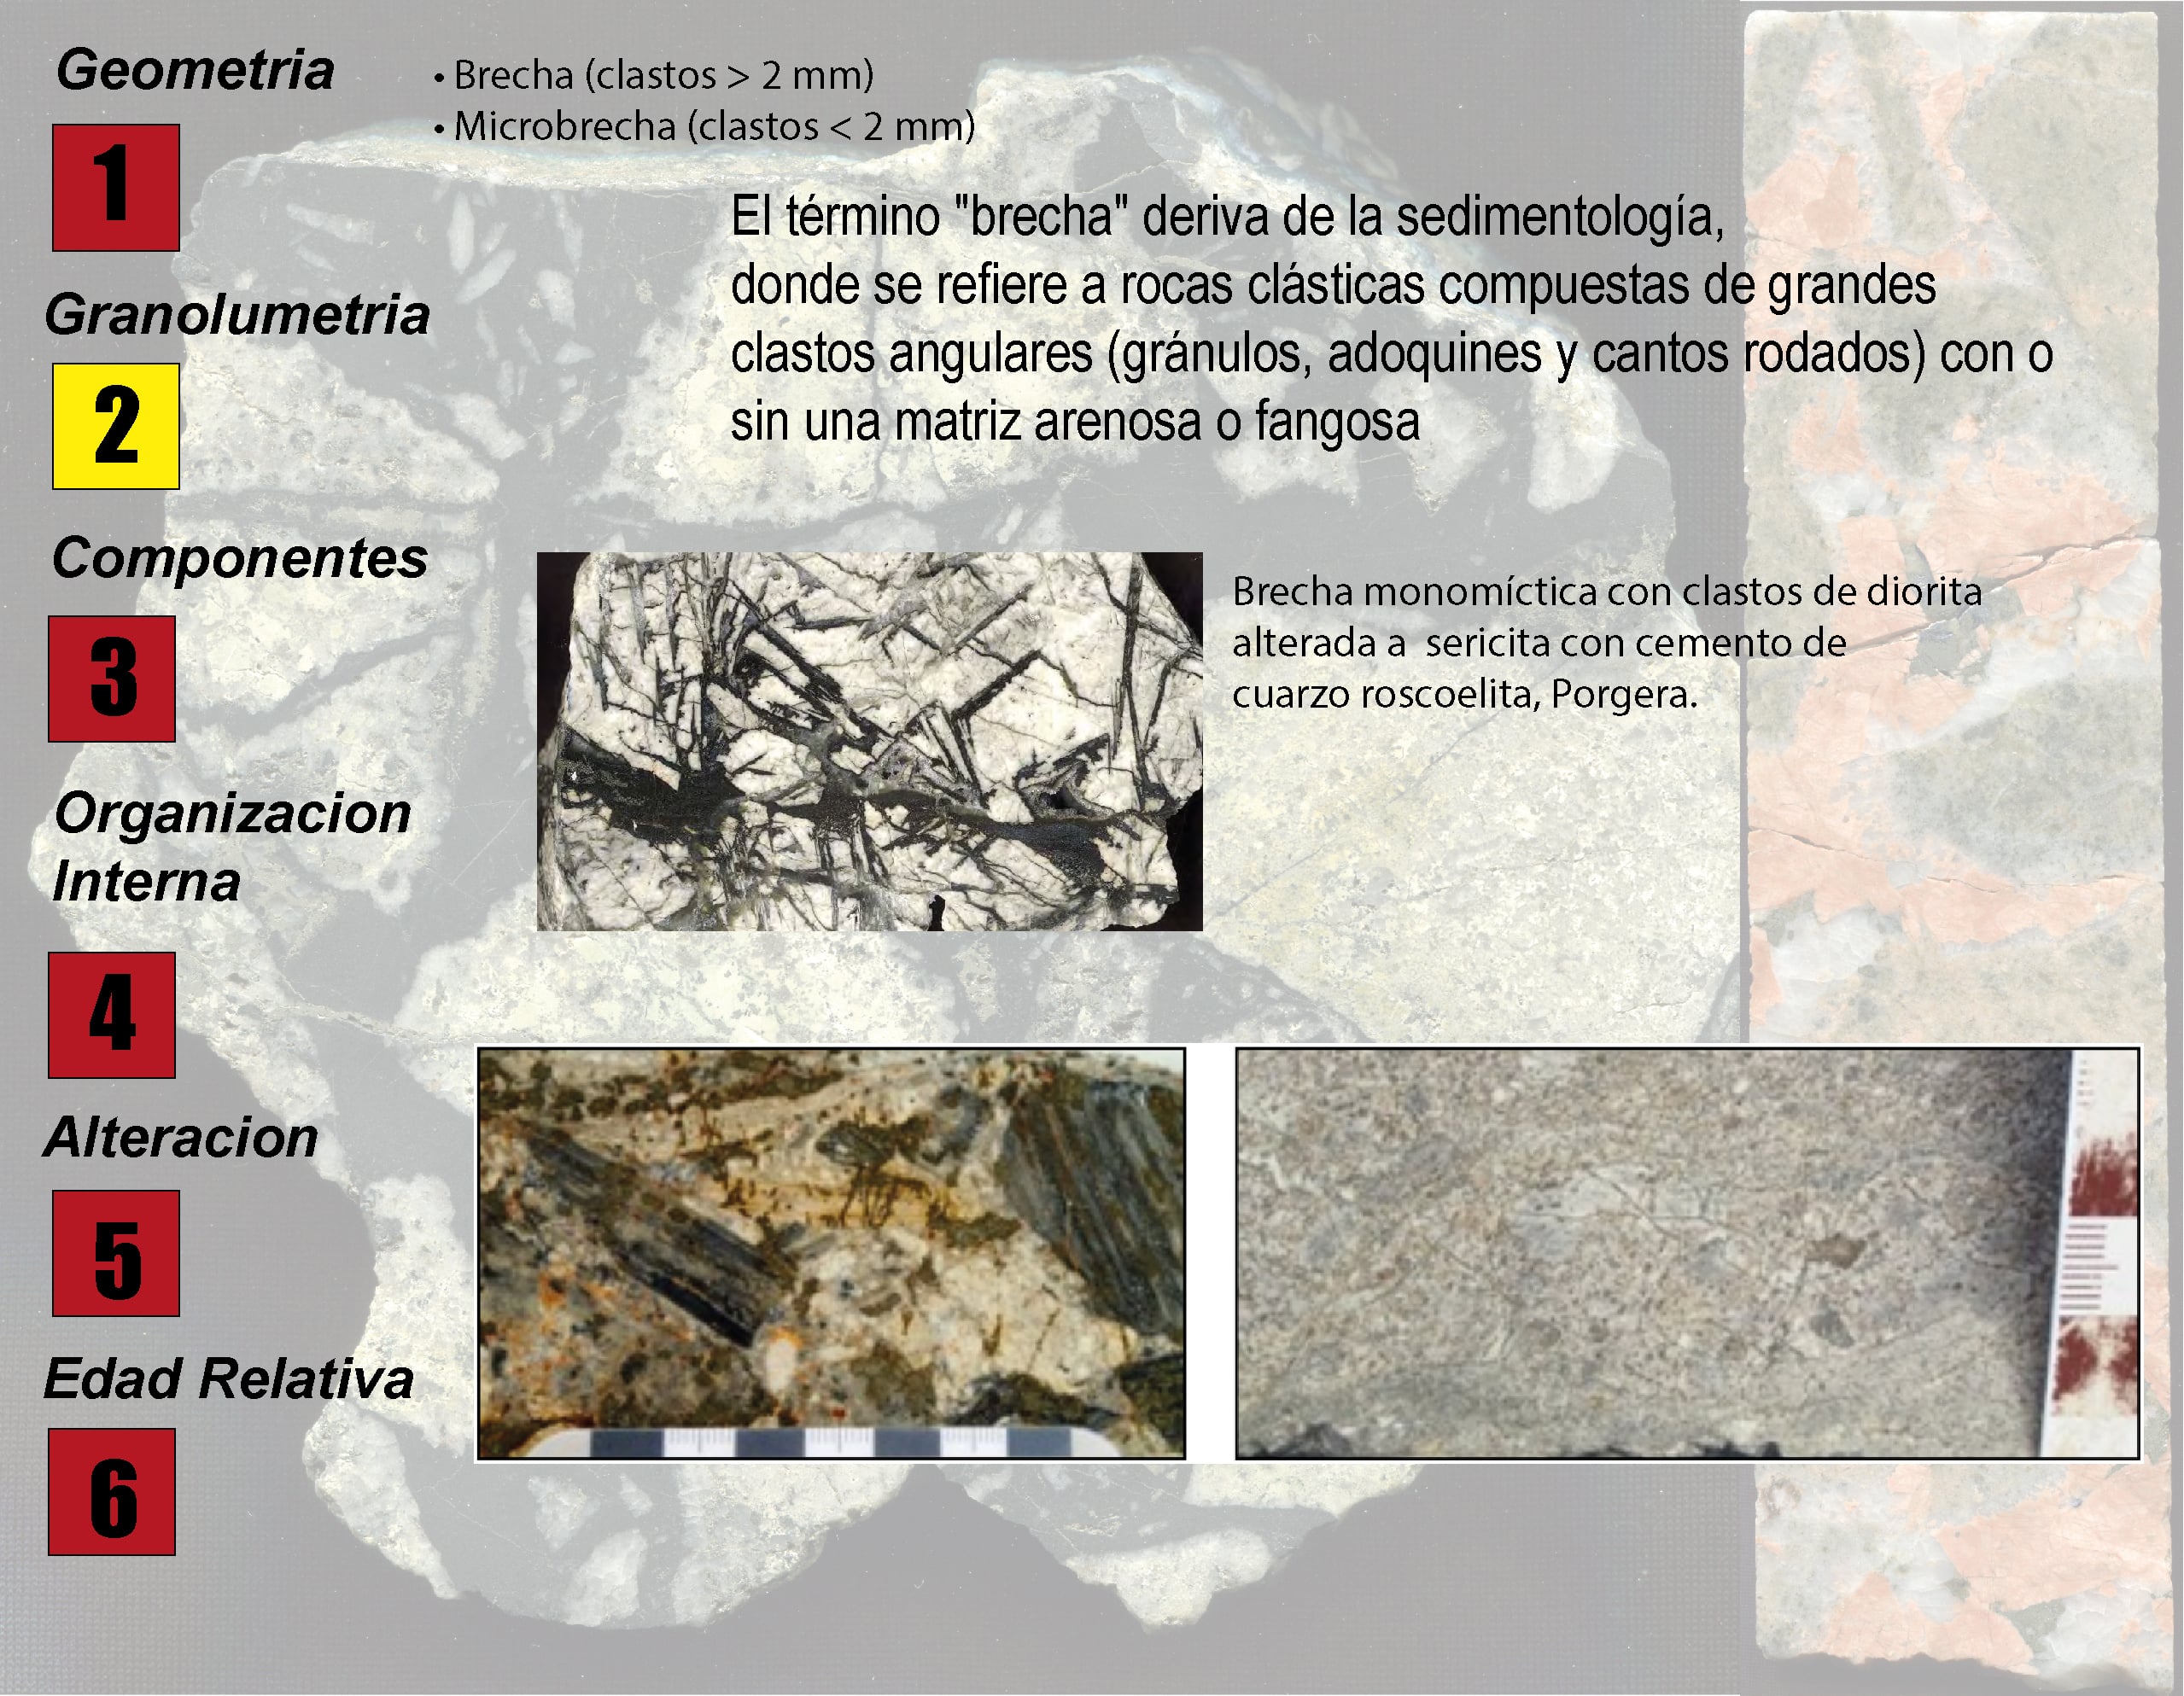 Geometria
1
Granolumetria
2
Componentes
3
Organizacion
Interna
4
Alteracion
5
Edad Relativa
6
• Brecha (clastos > 2 mm)
• Microbrecha (clastos < 2 mm)
El término "brecha" deriva de la sedimentología,
donde se refiere a rocas clásticas compuestas de grandes
clastos angulares (gránulos, adoquines y cantos rodados) con o
sin una matriz arenosa o fangosa
Brecha monomíctica con clastos de diorita
alterada a  sericita con cemento de
cuarzo roscoelita, Porgera.